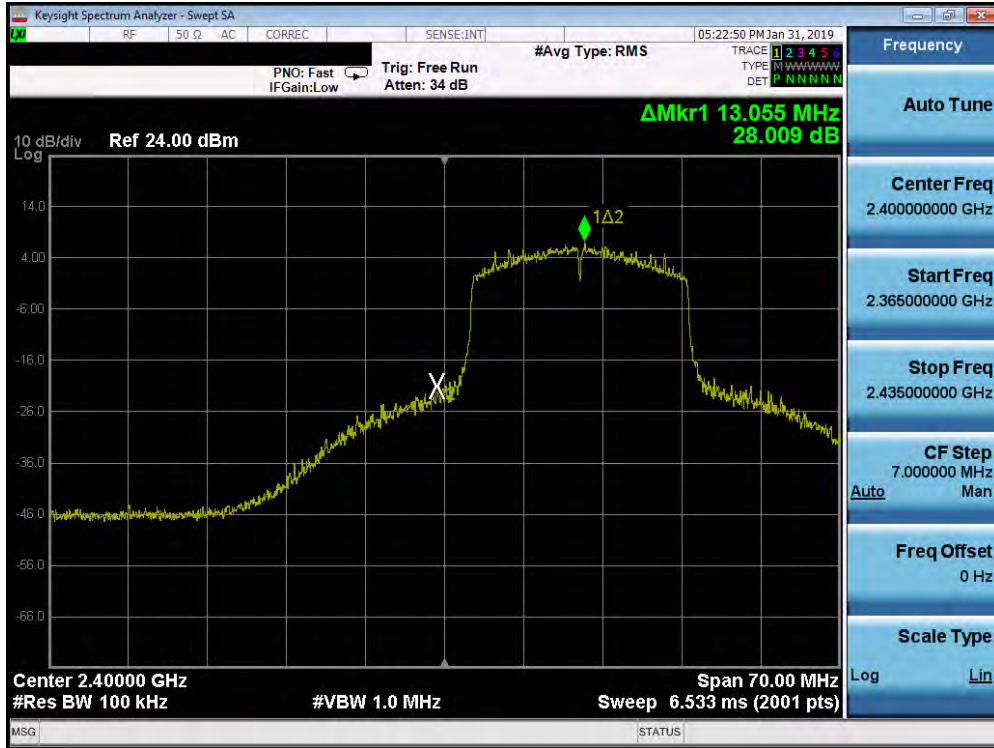 Keysight Spectrum Analyzer - Swept SA
LXI RF 50 Ω AC CORREC SENSE:INT 05:22:50 PM Jan 31, 2019
#Avg Type: RMS TRACE 1 2 3 4 5 6
PNO: Fast Trig: Free Run TYPE M W W W W W
IFGain:Low Atten: 34 dB DET P N N N N N
ΔMkr1 13.055 MHz
10 dB/div Ref 24.00 dBm 28.009 dB
Log
14.0
1Δ2
4.00
-6.00
-16.0
X
-26.0
-36.0
-46.0
-56.0
-66.0
Center 2.40000 GHz Span 70.00 MHz
#Res BW 100 kHz #VBW 1.0 MHz Sweep 6.533 ms (2001 pts)
MSG STATUS
Frequency
Auto Tune
Center Freq
2.400000000 GHz
Start Freq
2.365000000 GHz
Stop Freq
2.435000000 GHz
CF Step
7.000000 MHz
Auto Man
Freq Offset
0 Hz
Scale Type
Log Lin